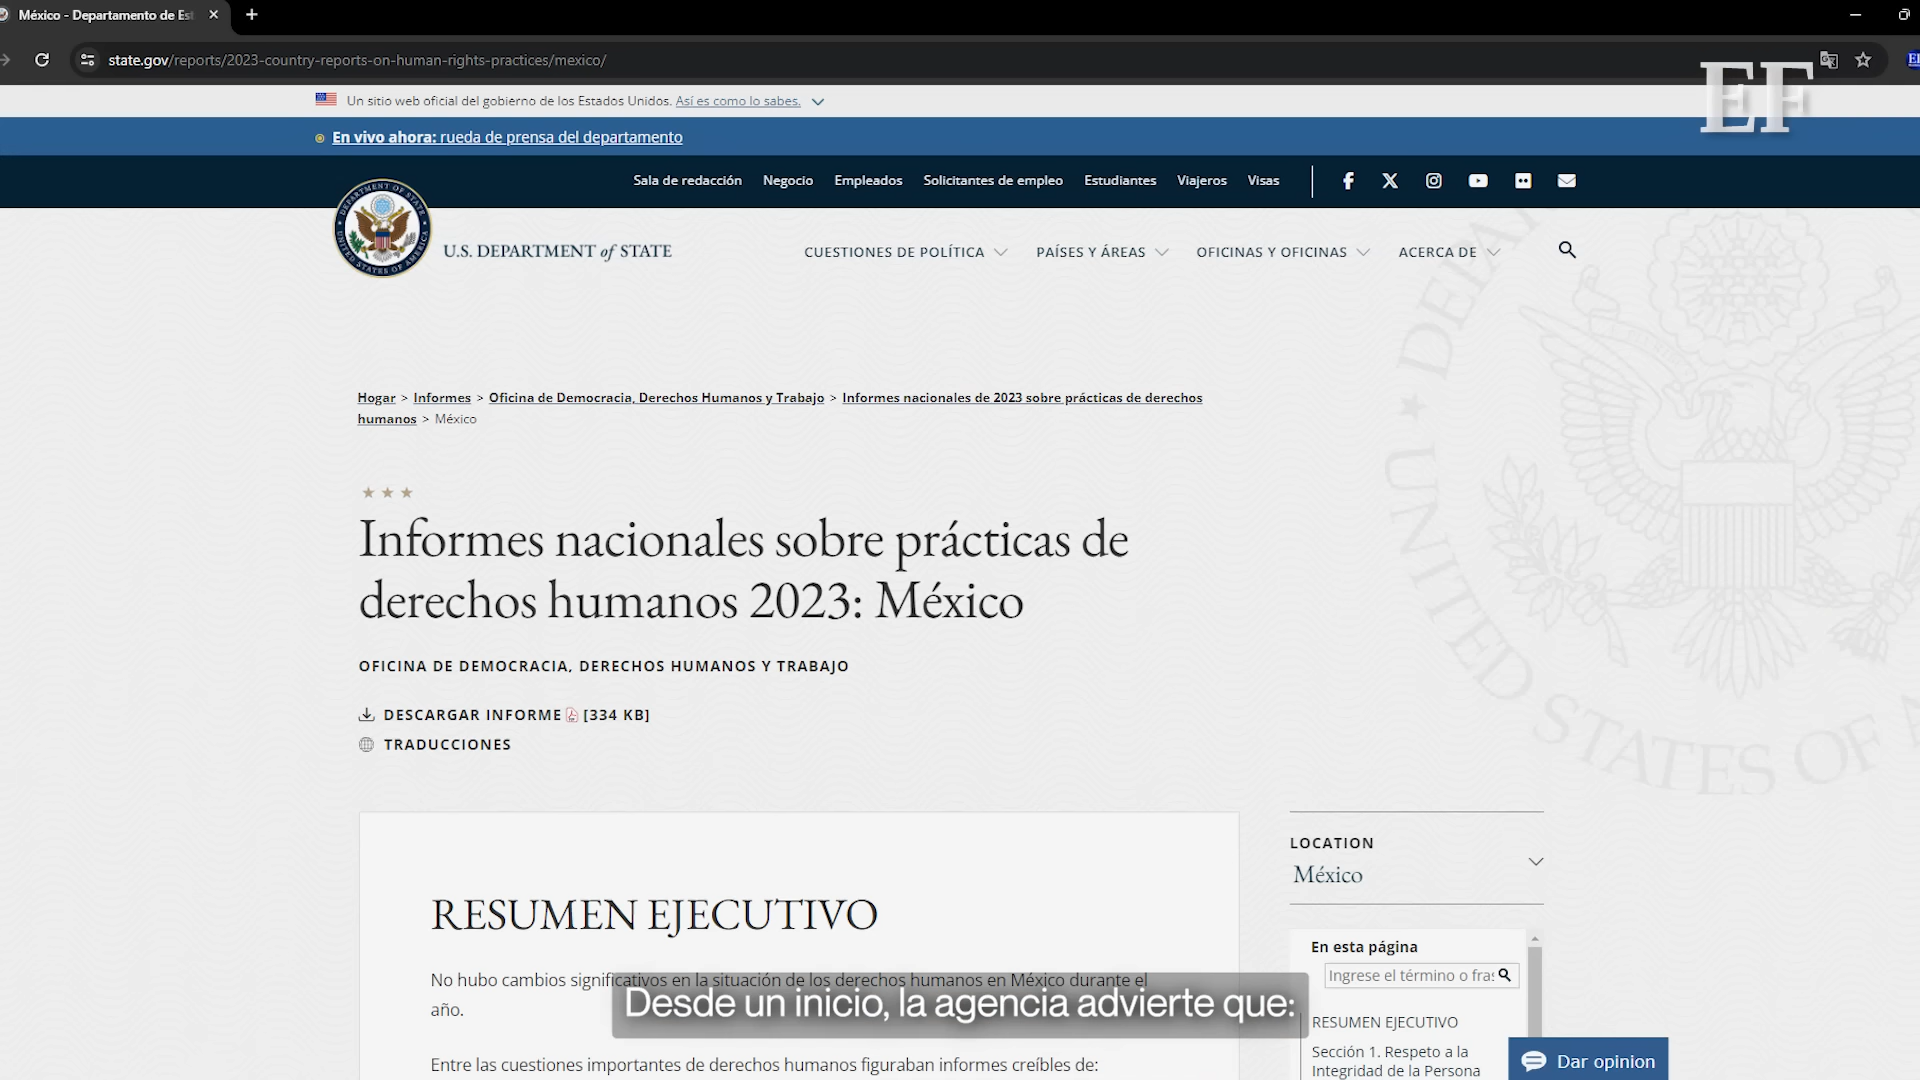 México - Departamento de Es
state.gov/reports/2023-country-reports-on-human-rights-practices/mexico/
EF
Un sitio web oficial del gobierno de los Estados Unidos. Así es como lo sabes.
En vivo ahora: rueda de prensa del departamento
Sala de redacción Negocio Empleados Solicitantes de empleo Estudiantes Viajeros Visas
U.S. DEPARTMENT of STATE
CUESTIONES DE POLÍTICA PAÍSES Y ÁREAS OFICINAS Y OFICINAS ACERCA DE
Hogar > Informes > Oficina de Democracia, Derechos Humanos y Trabajo > Informes nacionales de 2023 sobre prácticas de derechos
humanos > México
Informes nacionales sobre prácticas de
derechos humanos 2023: México
OFICINA DE DEMOCRACIA, DERECHOS HUMANOS Y TRABAJO
DESCARGAR INFORME [334 KB]
TRADUCCIONES
LOCATION
México
RESUMEN EJECUTIVO
No hubo cambios significativos en la situación de los derechos humanos en México durante el
año.
Entre las cuestiones importantes de derechos humanos figuraban informes creíbles de:
Desde un inicio, la agencia advierte que:
En esta página
Ingrese el término o fras
RESUMEN EJECUTIVO
Sección 1. Respeto a la
Integridad de la Persona
Dar opinion
UNITED STATES OF